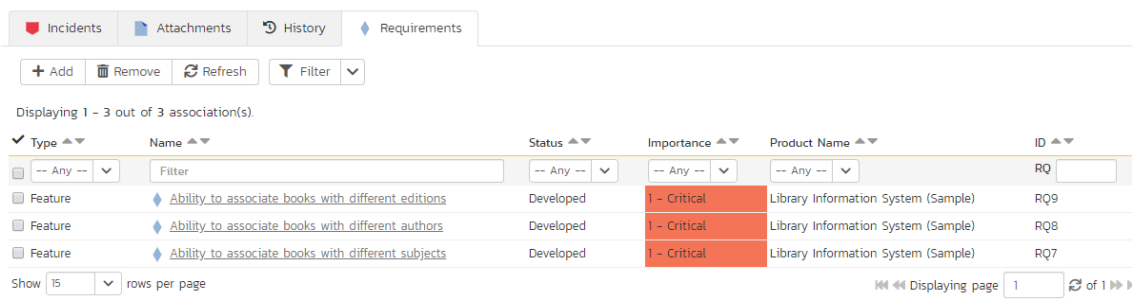 Incidents Attachments History Requirements
Add Remove Refresh Filter
Displaying 1 - 3 out of 3 association(s).
Type Name Status Importance Product Name ID
-- Any -- Filter -- Any -- -- Any -- -- Any -- RQ
Feature Ability to associate books with different editions Developed 1 - Critical Library Information System (Sample) RQ9
Feature Ability to associate books with different authors Developed 1 - Critical Library Information System (Sample) RQ8
Feature Ability to associate books with different subjects Developed 1 - Critical Library Information System (Sample) RQ7
Show 15 rows per page Displaying page 1 of 1